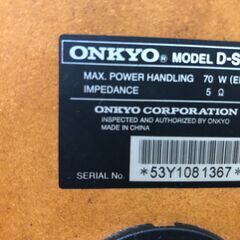 ONKYO® MODEL D-S
MAX. POWER HANDLING 70 W
IMPEDANCE 5 Ω
ONKYO CORPORATION
INSPECTED AND AUTHORIZED BY ONKYO
MADE IN CHINA
SERIAL No. *53Y1081367*